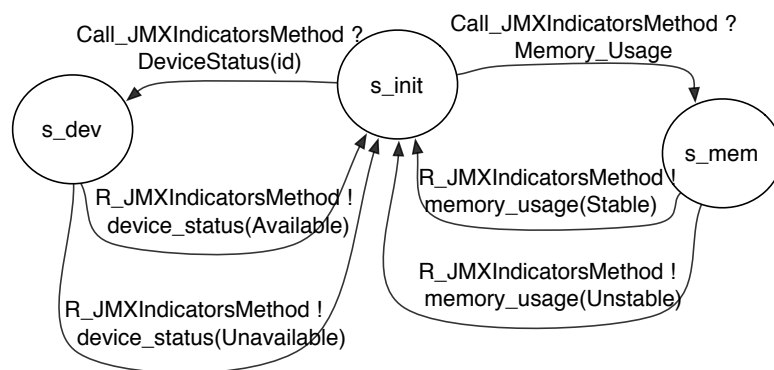 Call_JMXIndicatorsMethod ?
DeviceStatus(id)
Call_JMXIndicatorsMethod ?
Memory_Usage
s_init
s_dev
s_mem
R_JMXIndicatorsMethod !
device_status(Available)
R_JMXIndicatorsMethod !
memory_usage(Stable)
R_JMXIndicatorsMethod !
memory_usage(Unstable)
R_JMXIndicatorsMethod !
device_status(Unavailable)